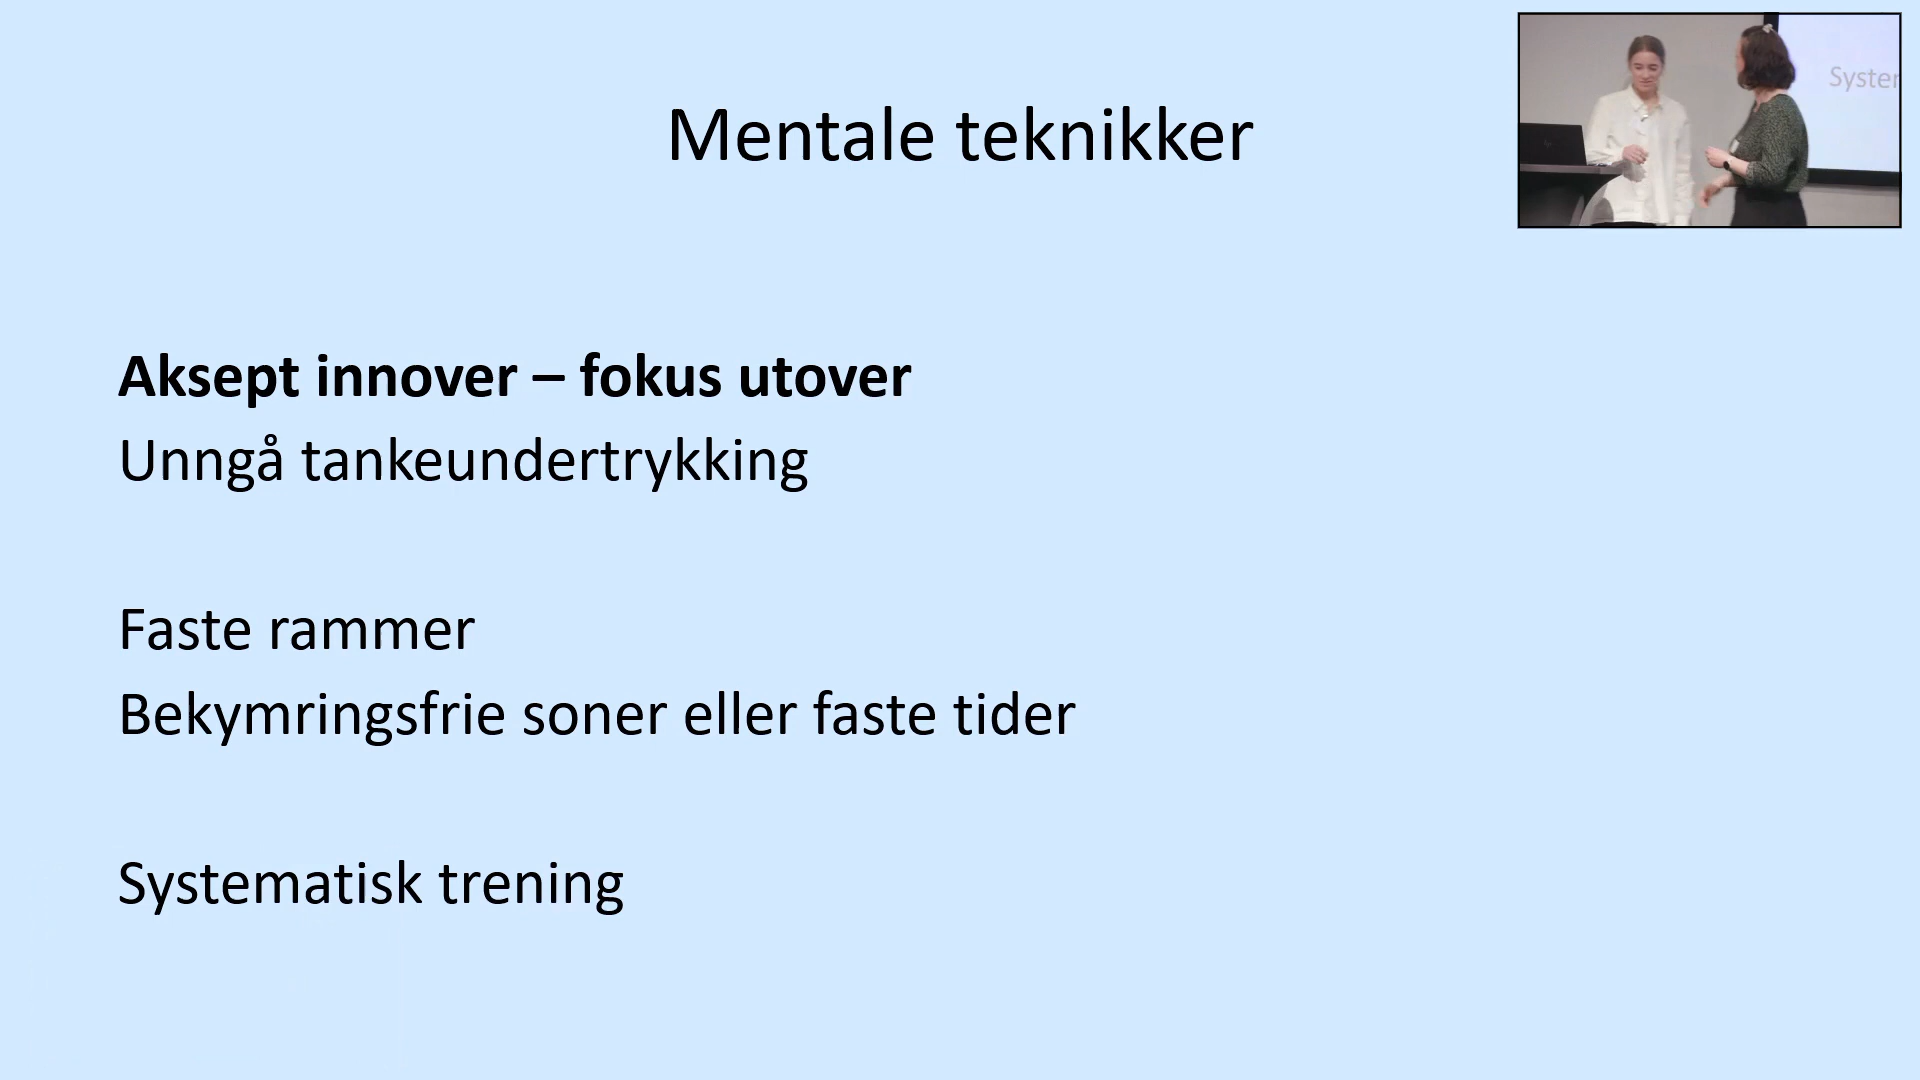 Mentale teknikker
Aksept innover – fokus utover
Unngå tankeundertrykking
Faste rammer
Bekymringsfrie soner eller faste tider
Systematisk trening
Syster